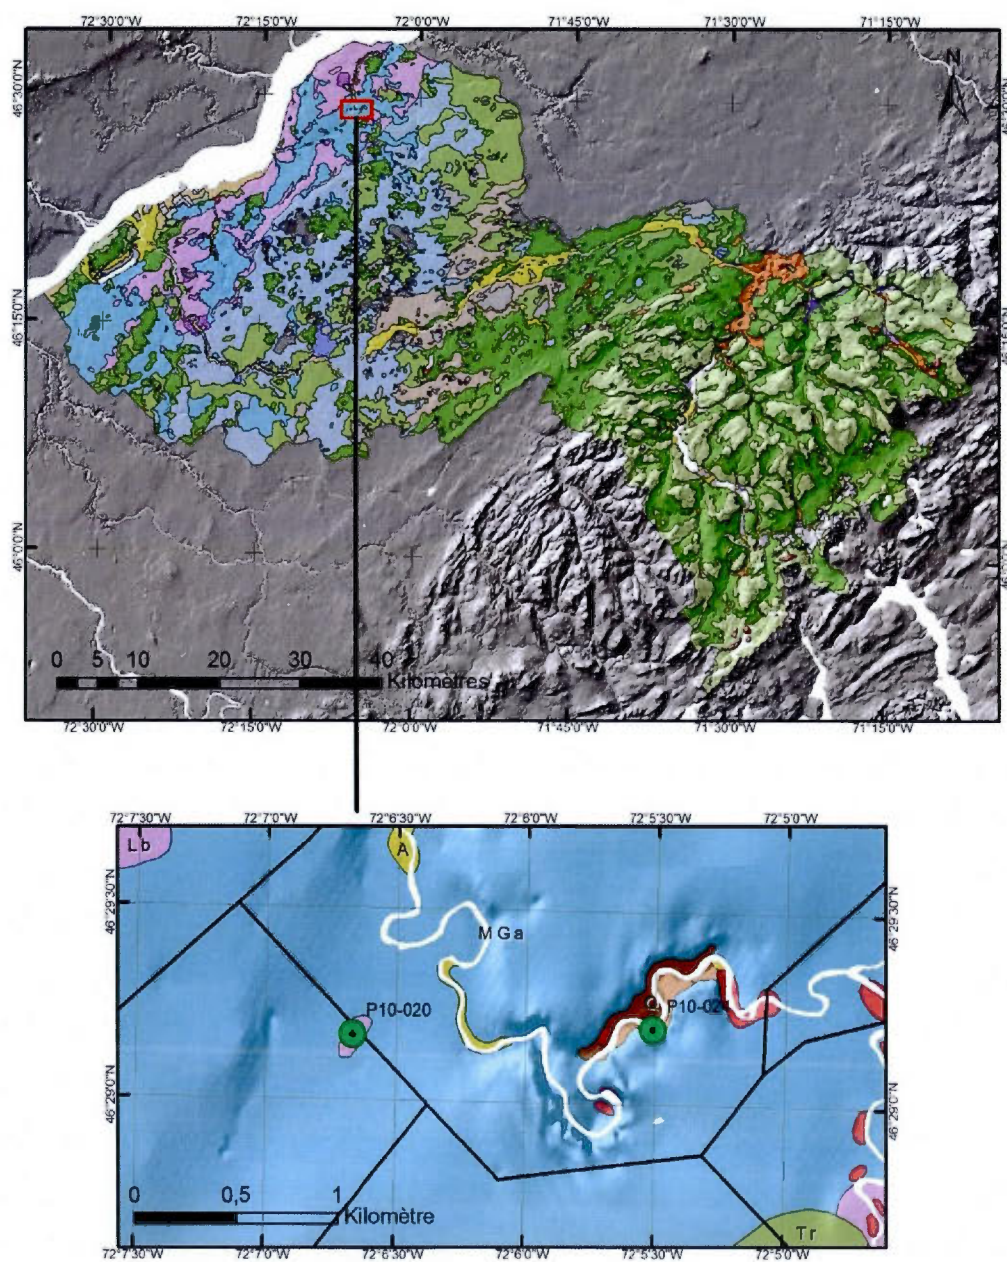 72°30'0"W 72°15'0"W 72°0'0"W 71°45'0"W 71°30'0"W 71°15'0"W
46°30'0"N
N
46°15'0"N
46°0'0"N
0 5 10 20 30 40
Kilomètres
72°30'0"W 72°15'0"W 72°0'0"W 71°45'0"W 71°30'0"W 71°15'0"W
72°7'30"W 72°7'0"W 72°6'30"W 72°6'0"W 72°5'30"W 72°5'0"W
Lb
A
46°29'30"N
46°29'30"N
MGa
P10-020
46°29'0"N
46°29'0"N
0 0,5 1
Kilomètre
Tr
72°7'30"W 72°7'0"W 72°6'30"W 72°6'0"W 72°5'30"W 72°5'0"W